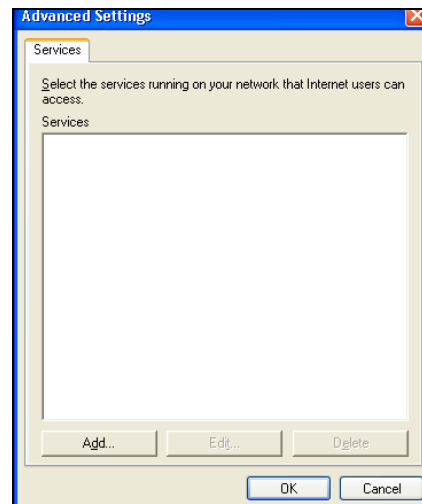 Advanced Settings
Services
Select the services running on your network that Internet users can
access.
Services
Add...
Edit...
Delete
OK
Cancel